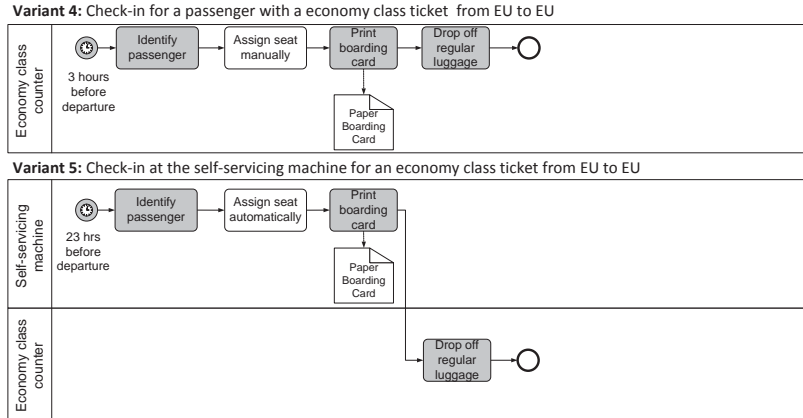 Variant 4: Check-in for a passenger with a economy class ticket from EU to EU
Economy class
counter
3 hours
before
departure
Identify
passenger
Assign seat
manually
Print
boarding
card
Paper
Boarding
Card
Drop off
regular
luggage
Variant 5: Check-in at the self-servicing machine for an economy class ticket from EU to EU
Self-servicing
machine
23 hrs
before
departure
Identify
passenger
Assign seat
automatically
Print
boarding
card
Paper
Boarding
Card
Economy class
counter
Drop off
regular
luggage